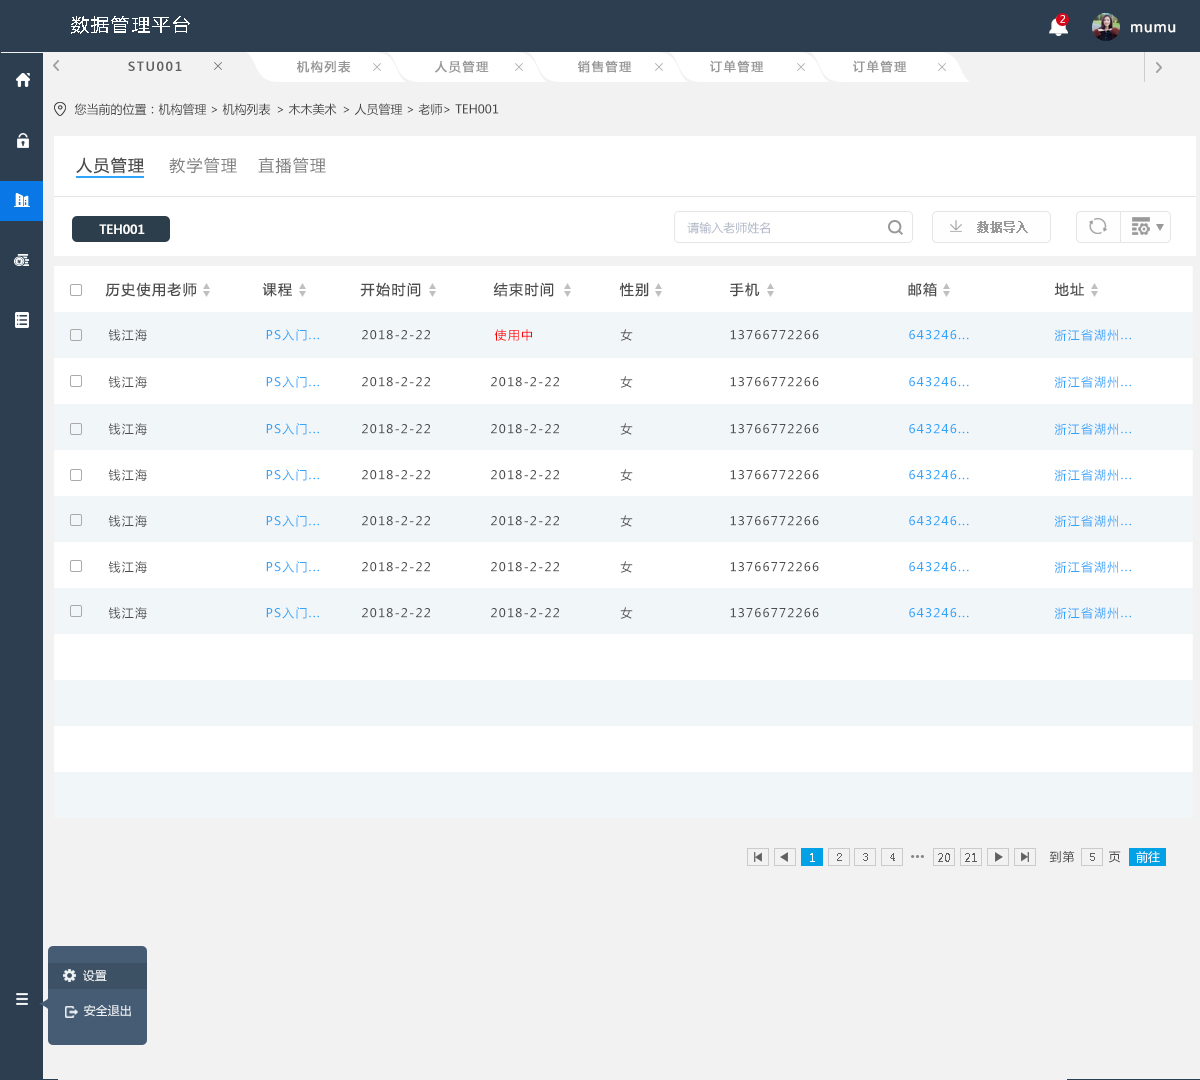 数据管理平台
2
mumu
STU001
机构列表
人员管理
销售管理
订单管理
订单管理
您当前的位置：机构管理 > 机构列表 > 木木美术 > 人员管理 > 老师> TEH001
人员管理 教学管理 直播管理
TEH001
请输入老师姓名
数据导入
历史使用老师 课程 开始时间 结束时间 性别 手机 邮箱 地址
钱江海 PS入门... 2018-2-22 使用中 女 13766772266 643246... 浙江省湖州...
钱江海 PS入门... 2018-2-22 2018-2-22 女 13766772266 643246... 浙江省湖州...
钱江海 PS入门... 2018-2-22 2018-2-22 女 13766772266 643246... 浙江省湖州...
钱江海 PS入门... 2018-2-22 2018-2-22 女 13766772266 643246... 浙江省湖州...
钱江海 PS入门... 2018-2-22 2018-2-22 女 13766772266 643246... 浙江省湖州...
钱江海 PS入门... 2018-2-22 2018-2-22 女 13766772266 643246... 浙江省湖州...
钱江海 PS入门... 2018-2-22 2018-2-22 女 13766772266 643246... 浙江省湖州...
1 2 3 4 ··· 20 21 到第 5 页 前往
设置
安全退出